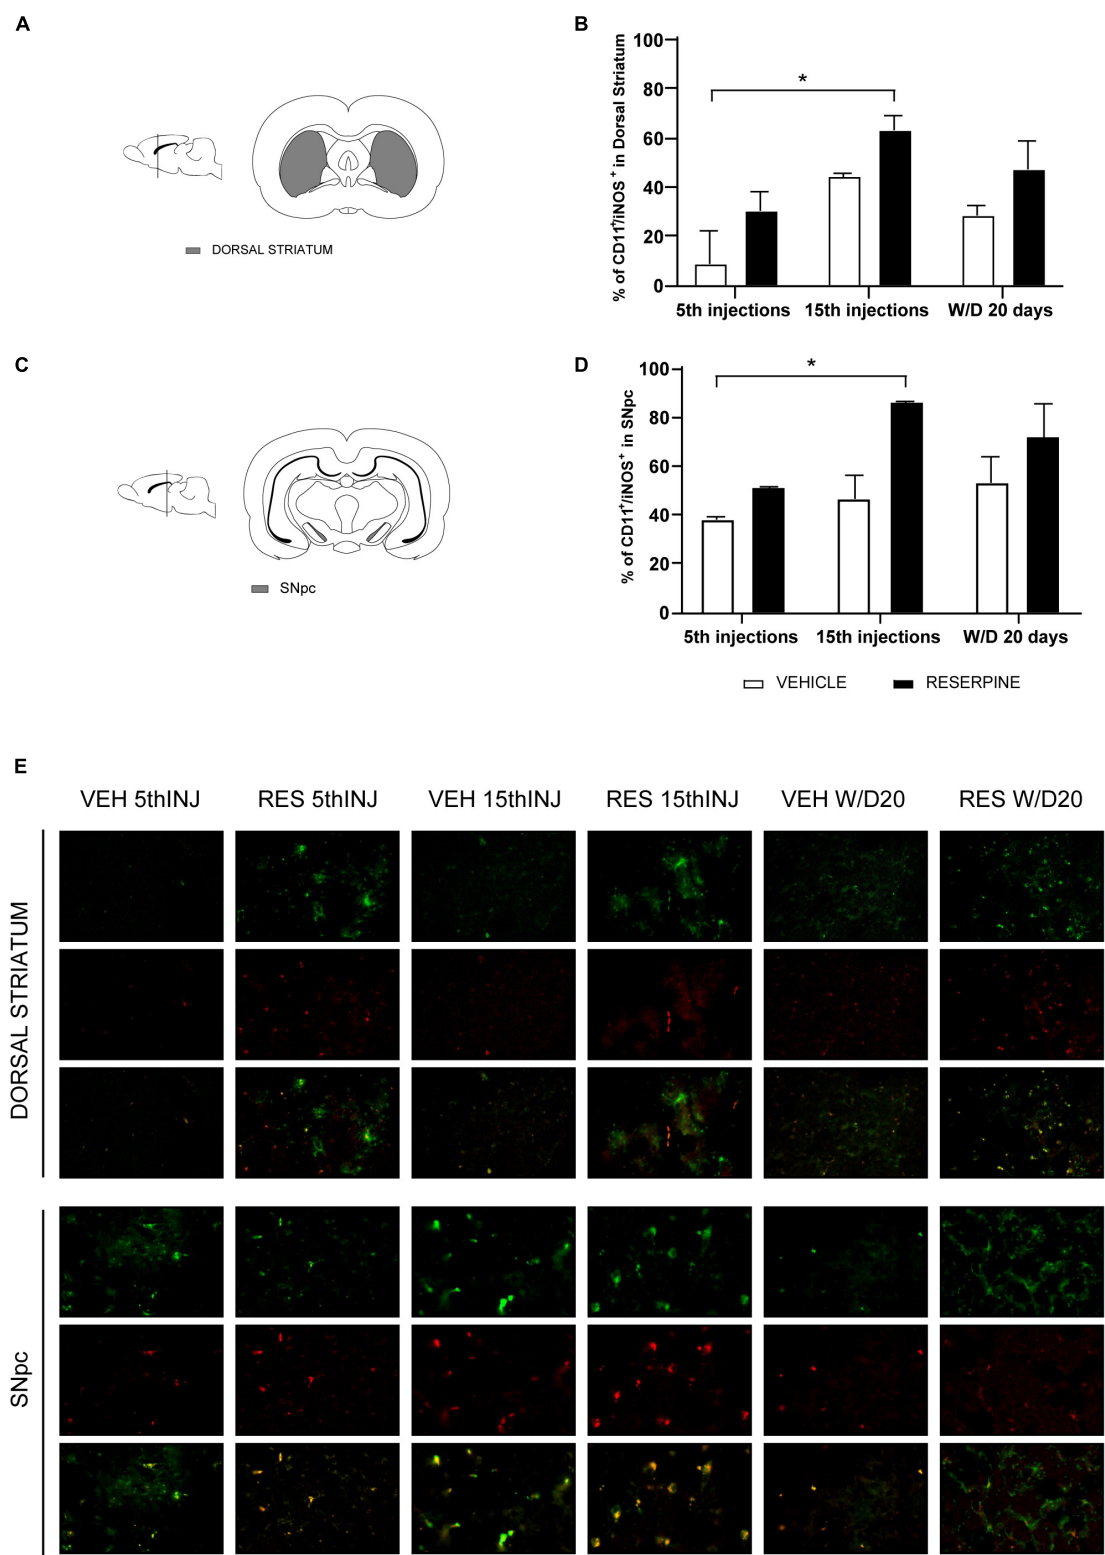 A
DORSAL STRIATUM
B
% of CD11+/iNOS + in Dorsal Striatum
100
80
60
40
20
0
*
5th injections 15th injections W/D 20 days
C
SNpc
D
% of CD11+/iNOS+ in SNpc
100
80
60
40
20
0
*
5th injections 15th injections W/D 20 days
VEHICLE RESERPINE
E
VEH 5thINJ RES 5thINJ VEH 15thINJ RES 15thINJ VEH W/D20 RES W/D20
DORSAL STRIATUM
SNpc